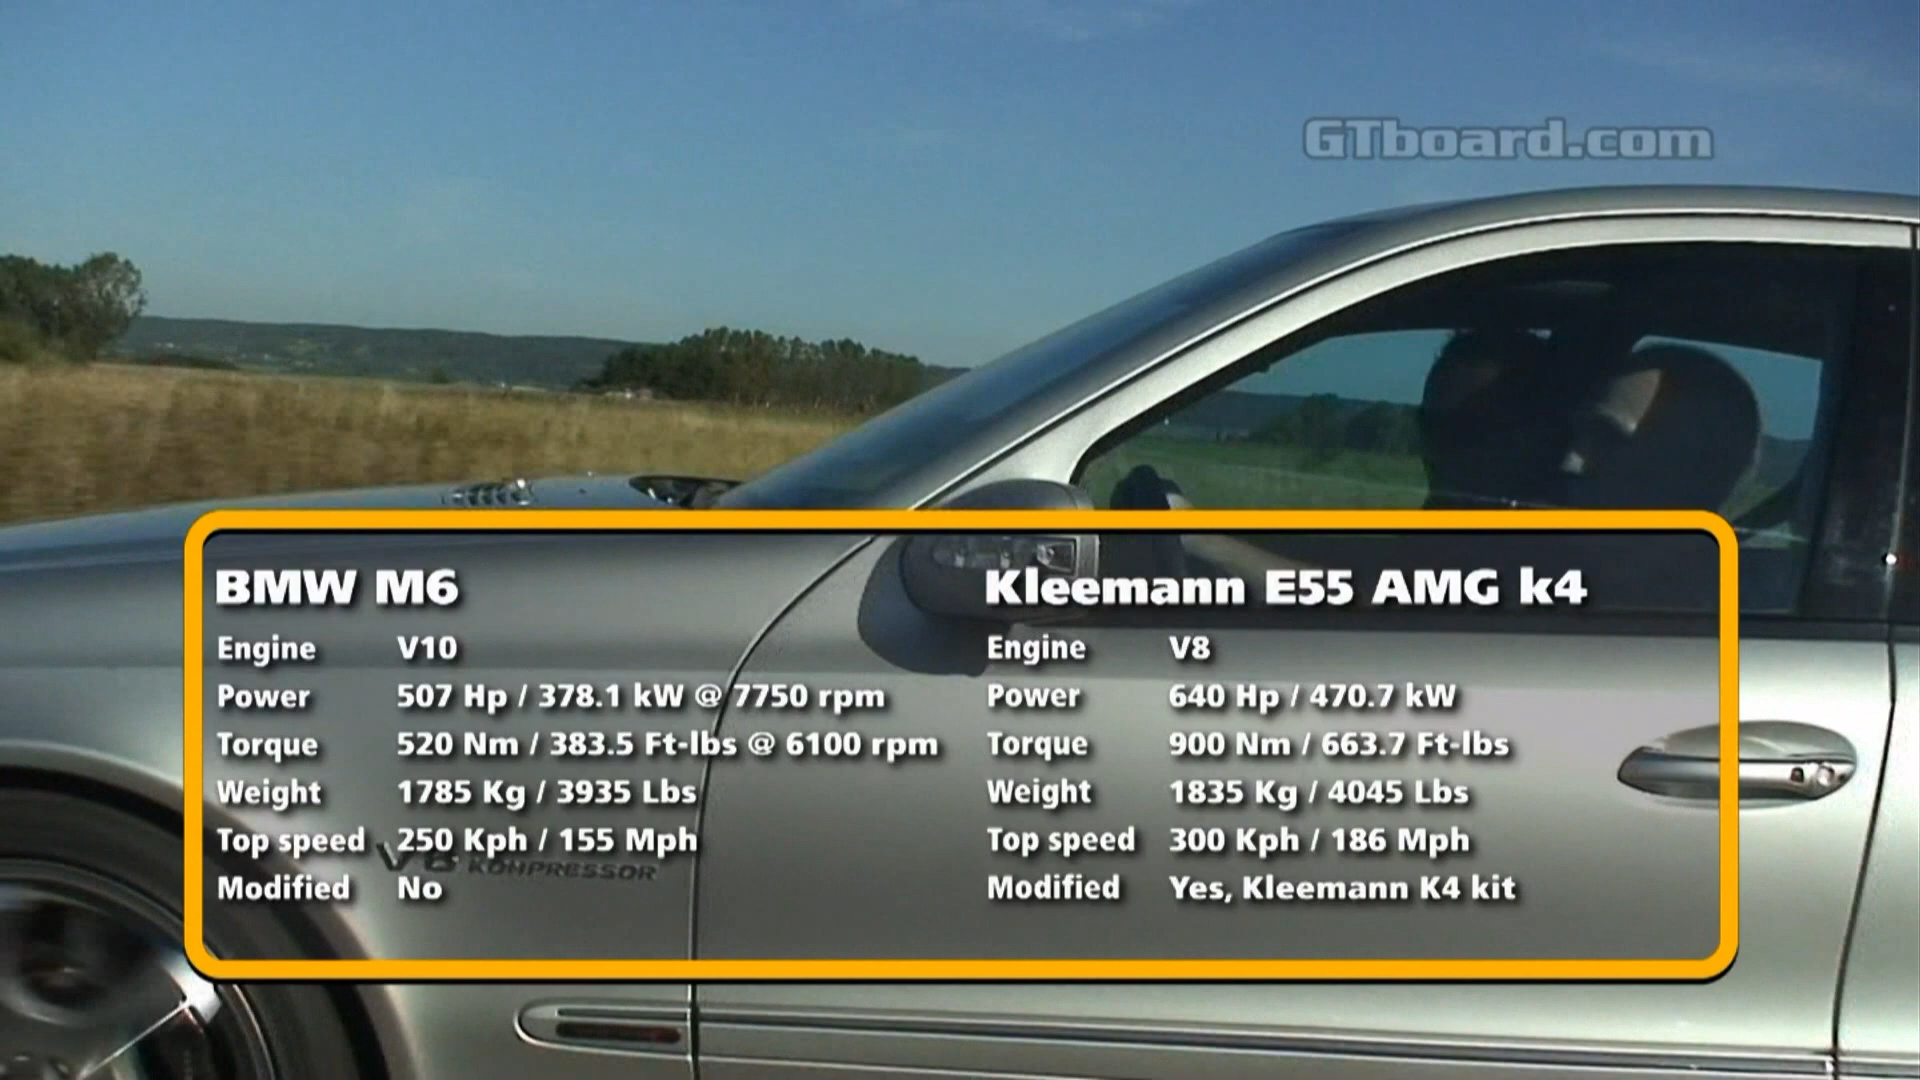 GTboard.com
BMW M6
Engine V10
Power 507 Hp / 378.1 kW @ 7750 rpm
Torque 520 Nm / 383.5 Ft-lbs @ 6100 rpm
Weight 1785 Kg / 3935 Lbs
Top speed 250 Kph / 155 Mph
Modified No
Kleemann E55 AMG k4
Engine V8
Power 640 Hp / 470.7 kW
Torque 900 Nm / 663.7 Ft-lbs
Weight 1835 Kg / 4045 Lbs
Top speed 300 Kph / 186 Mph
Modified Yes, Kleemann K4 kit
V8 KOMPRESSOR